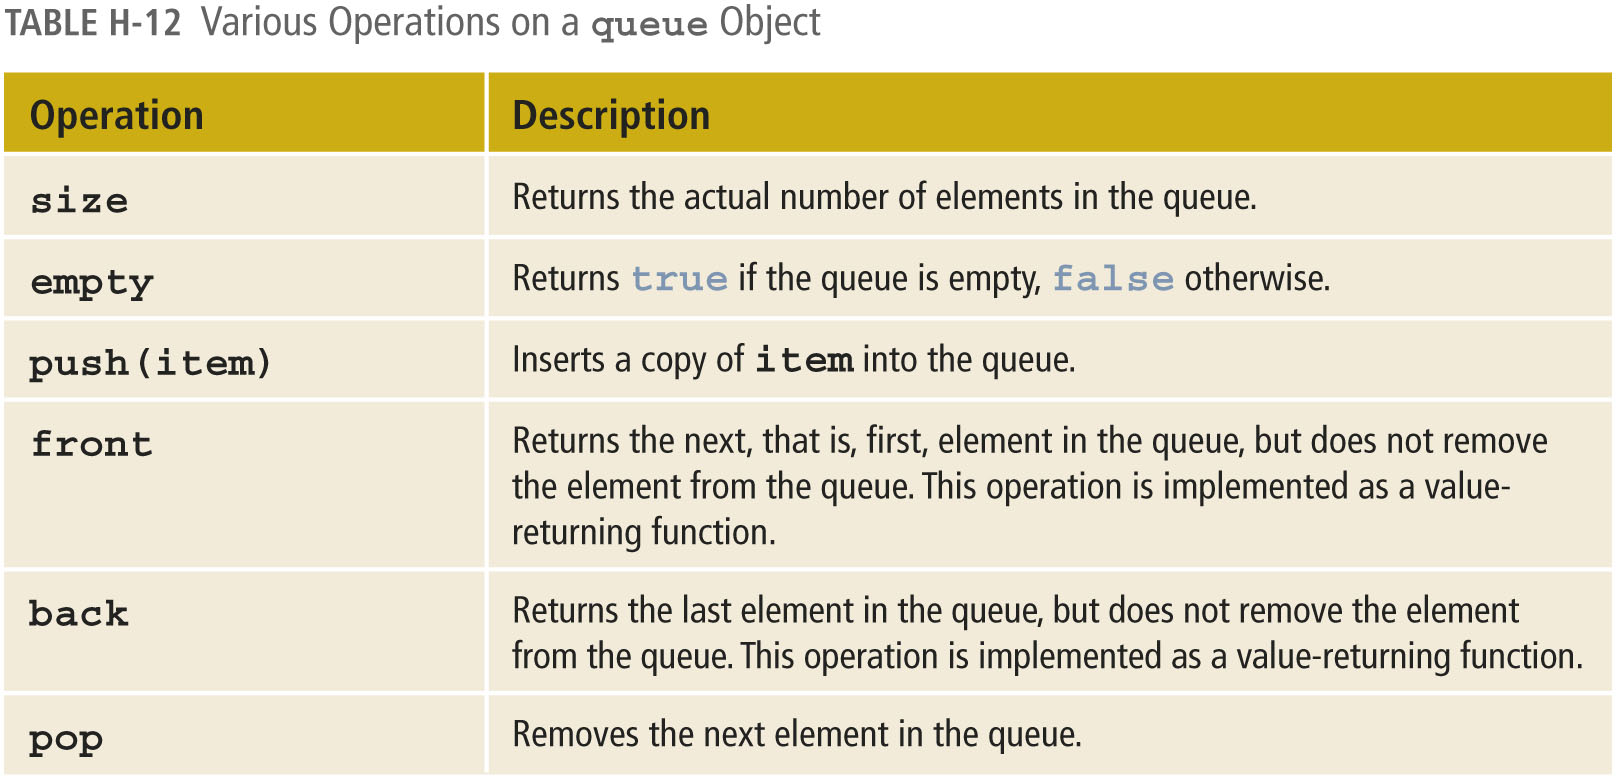 TABLE H-12 Various Operations on a queue Object
Operation Description
size Returns the actual number of elements in the queue.
empty Returns true if the queue is empty, false otherwise.
push(item) Inserts a copy of item into the queue.
front Returns the next, that is, first, element in the queue, but does not remove
the element from the queue. This operation is implemented as a value-
returning function.
back Returns the last element in the queue, but does not remove the element
from the queue. This operation is implemented as a value-returning function.
pop Removes the next element in the queue.